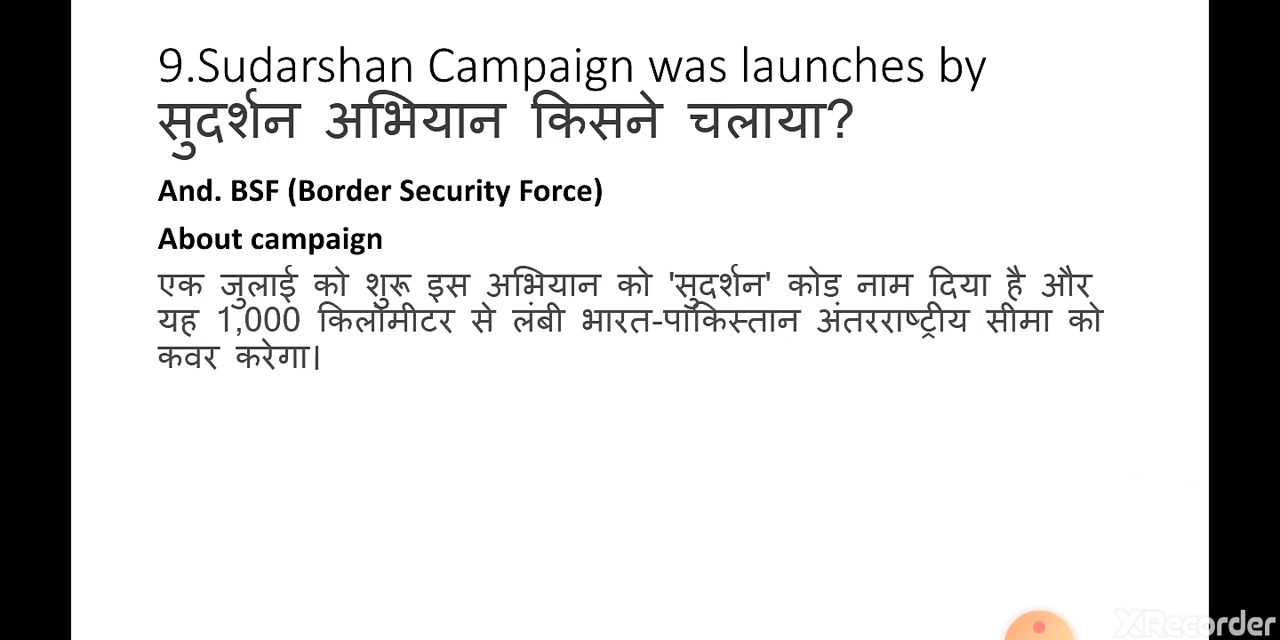 9.Sudarshan Campaign was launches by
सुदर्शन अभियान किसने चलाया?
And. BSF (Border Security Force)
About campaign
एक जुलाई को शुरू इस अभियान को 'सुदर्शन' कोड नाम दिया है और
यह 1,000 किलोमीटर से लंबी भारत-पाकिस्तान अंतरराष्ट्रीय सीमा को
कवर करेगा।
XRecorder